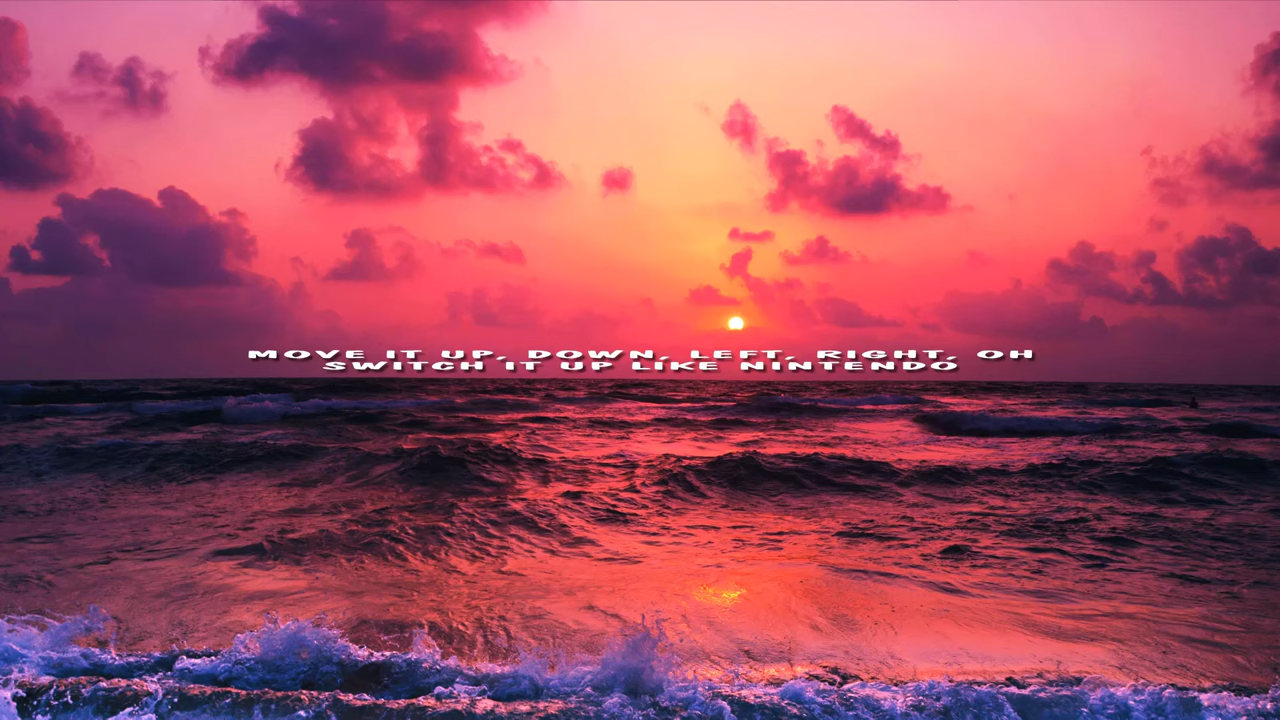 MOVE IT UP, DOWN, LEFT, RIGHT, OH
SWITCH IT UP LIKE NINTENDO